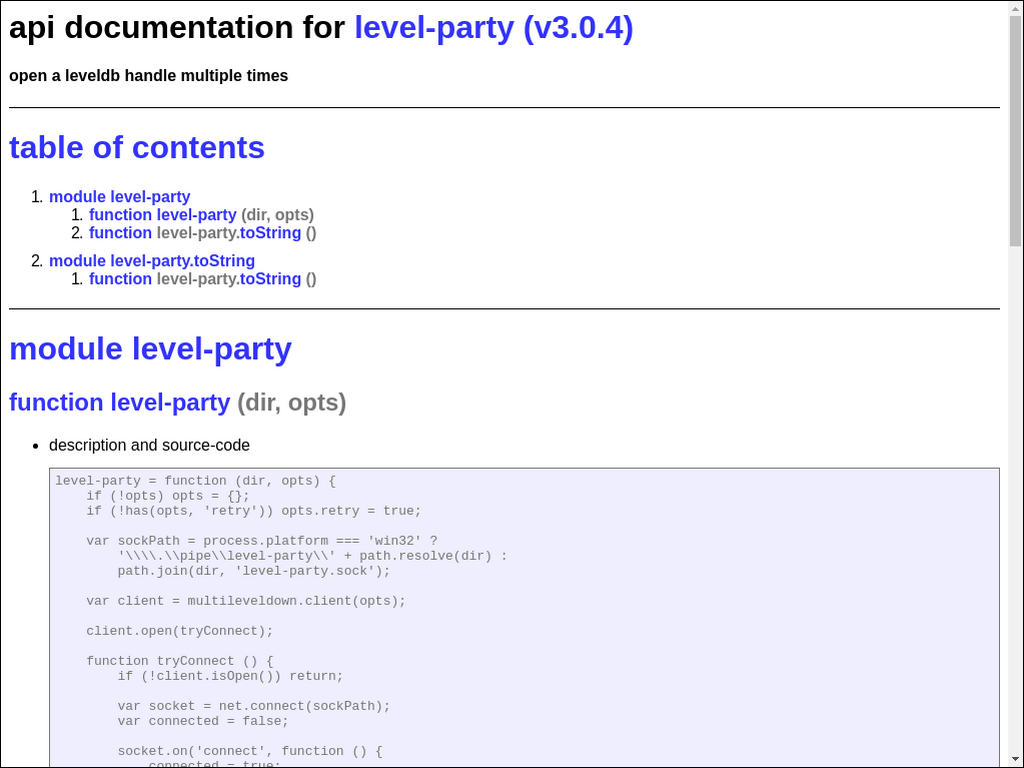 api documentation for level-party (v3.0.4)
open a leveldb handle multiple times
table of contents
1. module level-party
1. function level-party (dir, opts)
2. function level-party.toString ()
2. module level-party.toString
1. function level-party.toString ()
module level-party
function level-party (dir, opts)
• description and source-code
level-party = function (dir, opts) {
    if (!opts) opts = {};
    if (!has(opts, 'retry')) opts.retry = true;
    var sockPath = process.platform === 'win32' ?
        '\\\\.\\pipe\\level-party\\' + path.resolve(dir) :
        path.join(dir, 'level-party.sock');
    var client = multileveldown.client(opts);
    client.open(tryConnect);
    function tryConnect () {
        if (!client.isOpen()) return;
        var socket = net.connect(sockPath);
        var connected = false;
        socket.on('connect', function () {
            connected = true;